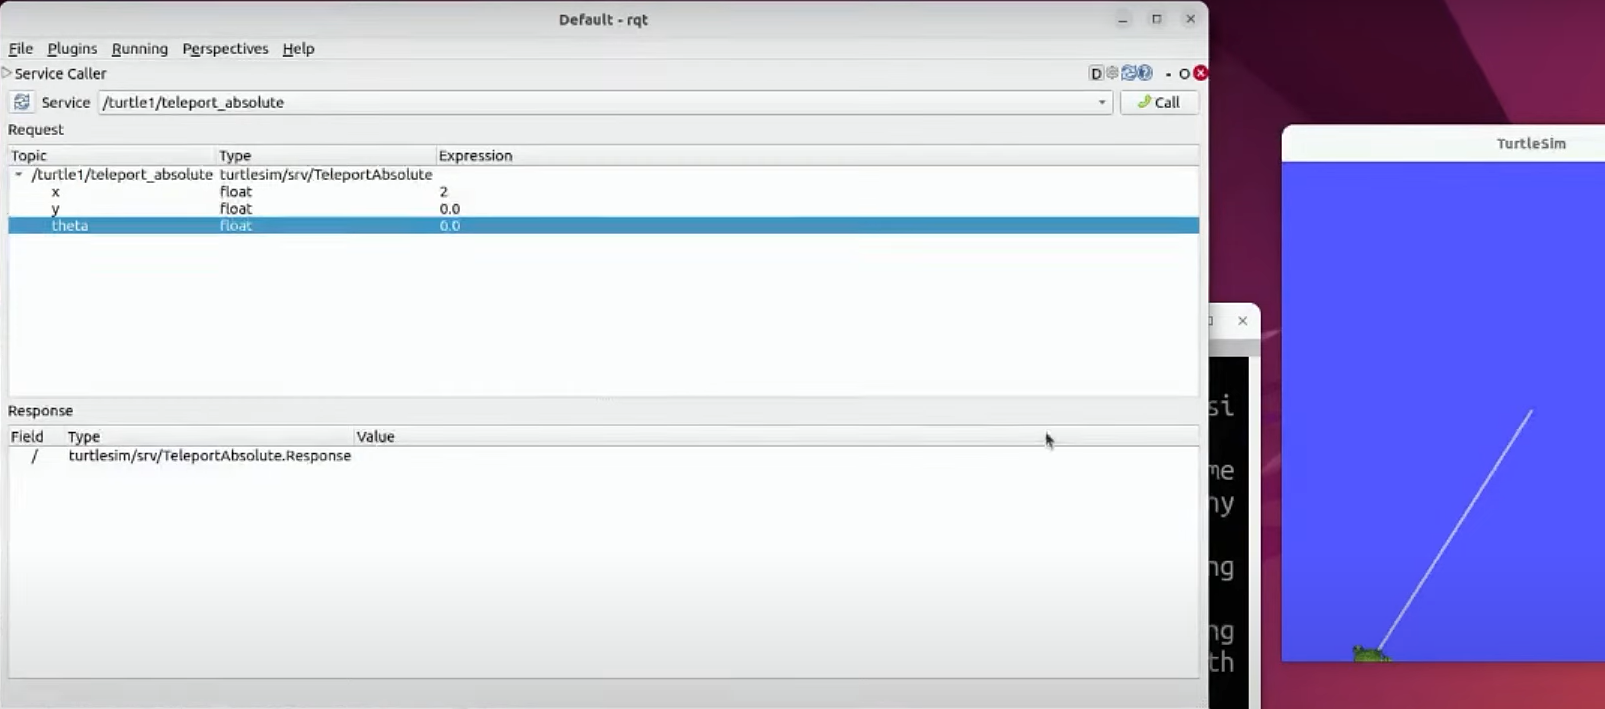 Default - rqt
File Plugins Running Perspectives Help
Service Caller
D
Service /turtle1/teleport_absolute Call
Request
Topic Type Expression
/turtle1/teleport_absolute turtlesim/srv/TeleportAbsolute
x float 2
y float 0.0
theta float 0.0
Response
Field Type Value
/ turtlesim/srv/TeleportAbsolute.Response
si
me
ny
ng
ng
th
TurtleSim